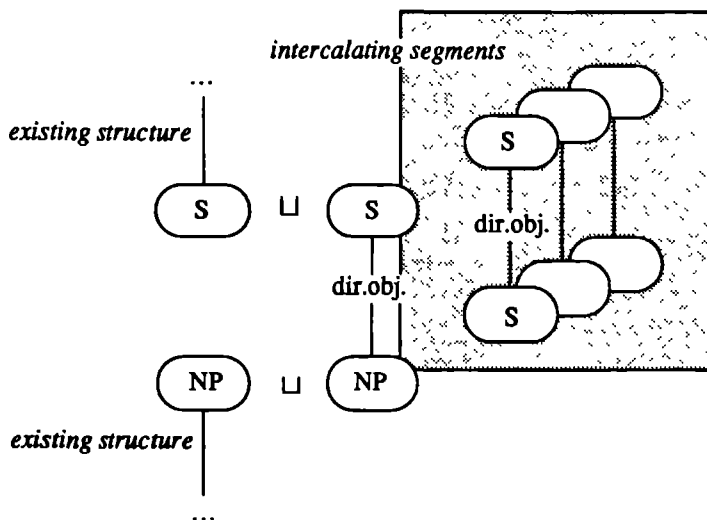 intercalating segments
...
existing structure
S
S ⊔ S
dir.obj.
dir.obj.
S
NP ⊔ NP
existing structure
...